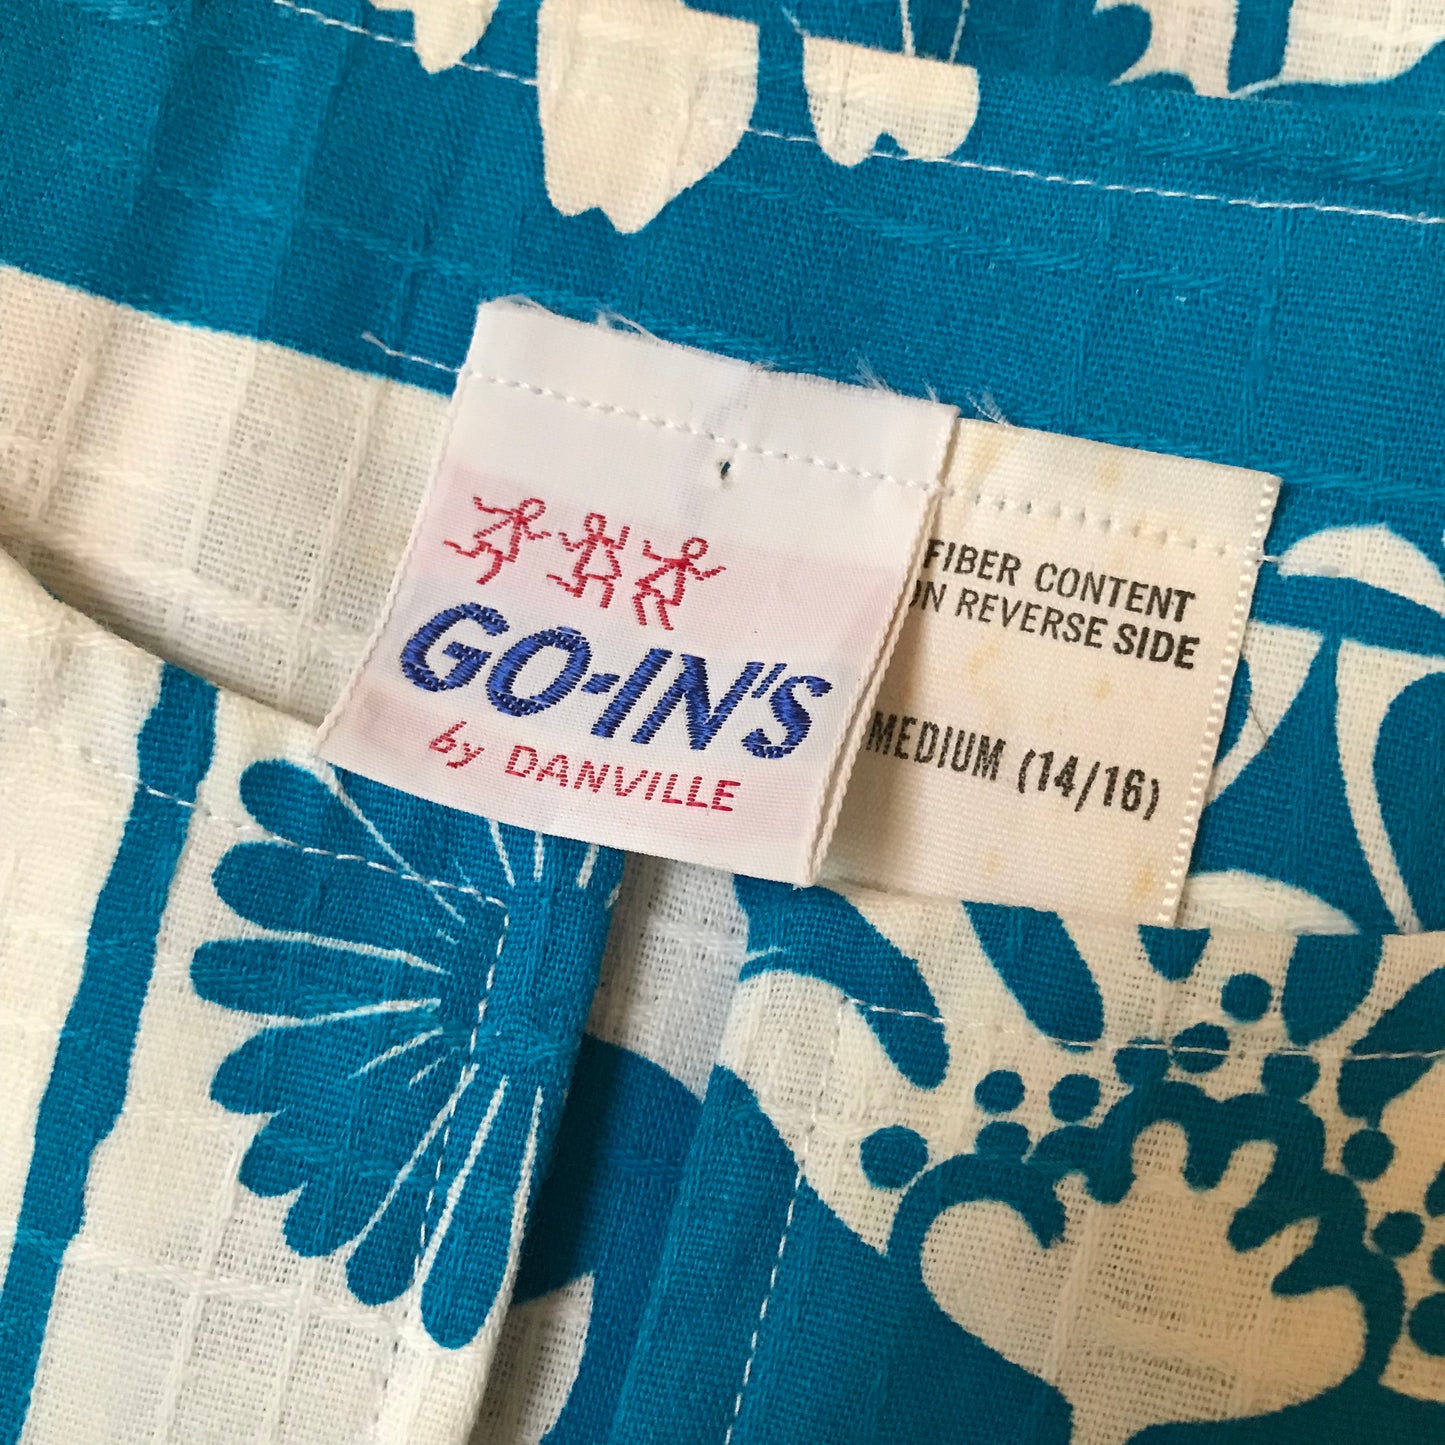 GO-IN'S
by DANVILLE
FIBER CONTENT
ON REVERSE SIDE
MEDIUM (14/16)